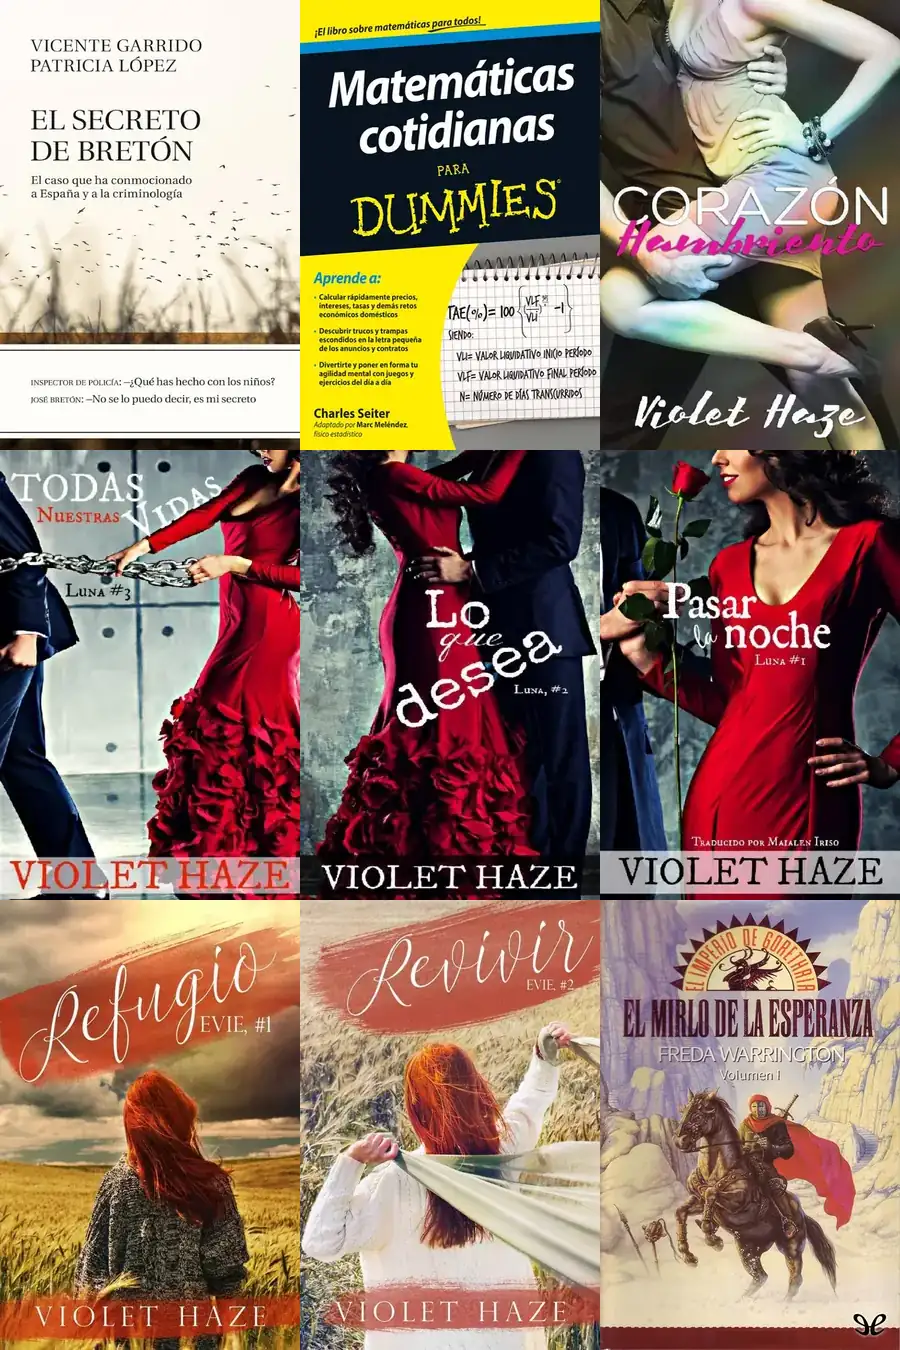 VICENTE GARRIDO
PATRICIA LÓPEZ
EL SECRETO
DE BRETÓN
El caso que ha conmocionado
a España y a la criminología
INSPECTOR DE POLICÍA: –¿Qué has hecho con los niños?
JOSÉ BRETÓN: –No se lo puedo decir, es mi secreto
¡El libro sobre matemáticas para todos!
Matemáticas
cotidianas
PARA
DUMMIES®
Aprende a:
• Calcular rápidamente precios,
intereses, tasas y demás retos
económicos domésticos
• Descubrir trucos y trampas
escondidos en la letra pequeña
de los anuncios y contratos
• Divertirte y poner en forma tu
agilidad mental con juegos y
ejercicios del día a día
Charles Seiter
Adaptado por Marc Meléndez,
físico estadístico
TAE(%)= 100 {VLF/VLI -1}
SIENDO:
VLI= VALOR LIQUIDATIVO INICIO PERÍODO
VLF= VALOR LIQUIDATIVO FINAL PERÍODO
N= NÚMERO DE DÍAS TRANSCURRIDOS
CORAZÓN
Hambriento
Violet Haze
TODAS
NUESTRAS VIDAS
LUNA #3
VIOLET HAZE
Lo
que
desea
LUNA, #2
VIOLET HAZE
Pasar
la noche
LUNA #1
TRADUCIDO POR MAIALEN IRISO
VIOLET HAZE
Refugio
EVIE, #1
VIOLET HAZE
Revivir
EVIE, #2
VIOLET HAZE
EL IMPERIO DE GORETHRIA
EL MIRLO DE LA ESPERANZA
FREDA WARRINGTON
Volumen I